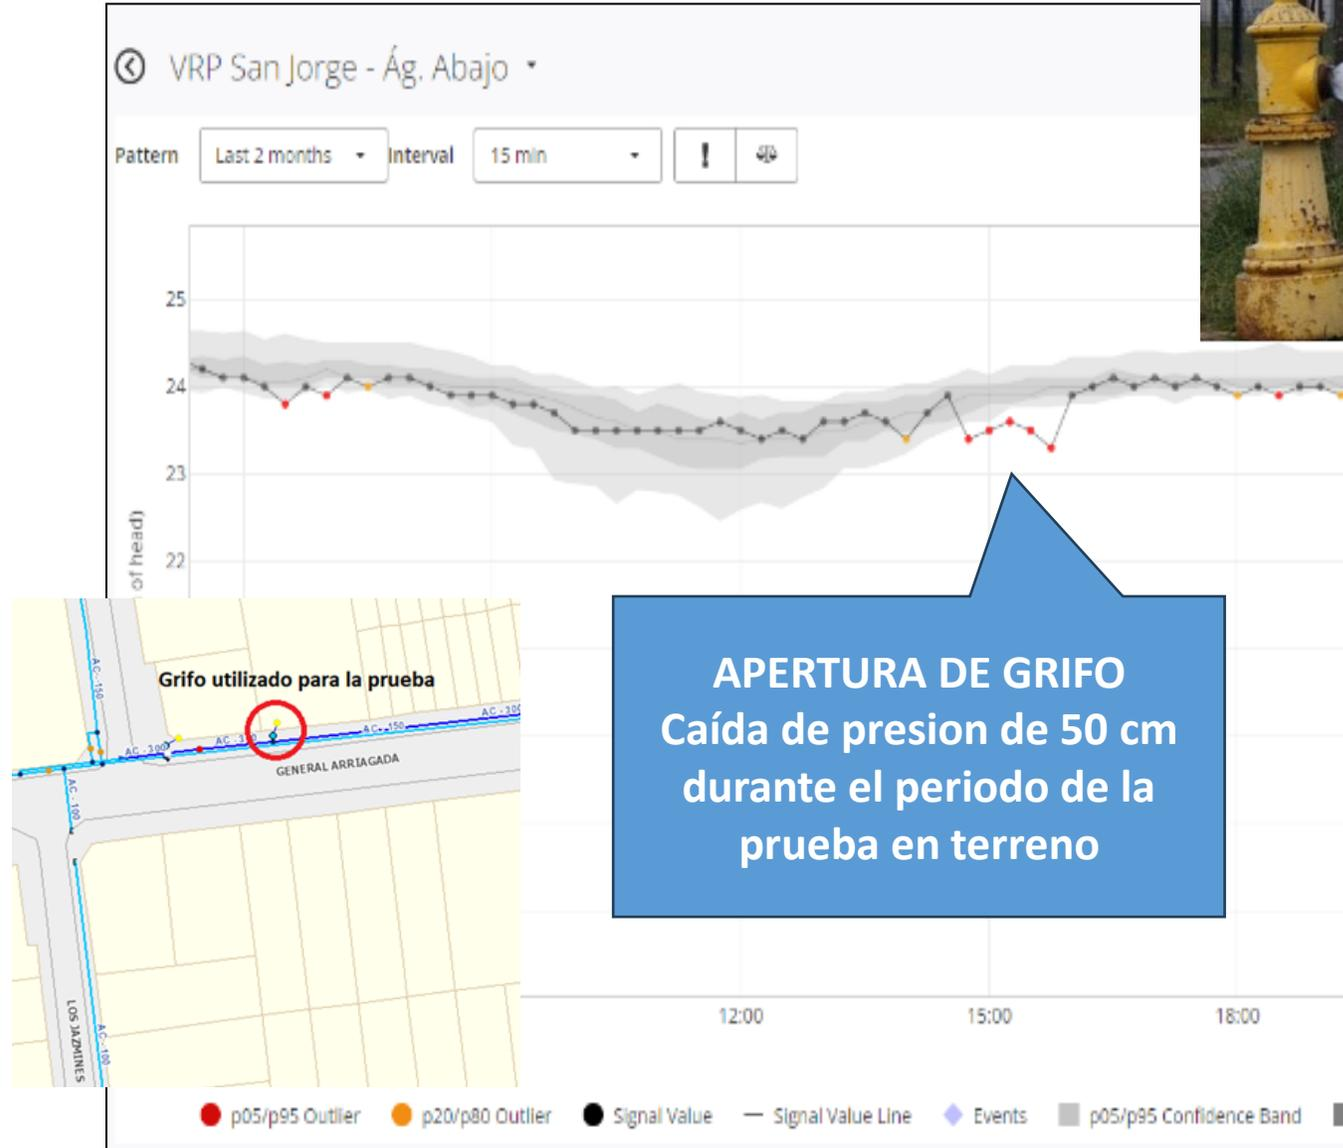 VRP San Jorge - Ág. Abajo
Pattern
Last 2 months
Interval
15 min
!
25
24
23
22
of head)
Grifo utilizado para la prueba
AC - 150
AC - 300
AC - 150
AC - 300
GENERAL ARRIAGADA
AC - 100
LOS JAZMINES
AC - 100
APERTURA DE GRIFO
Caída de presion de 50 cm
durante el periodo de la
prueba en terreno
12:00
15:00
18:00
p05/p95 Outlier
p20/p80 Outlier
Signal Value
Signal Value Line
Events
p05/p95 Confidence Band